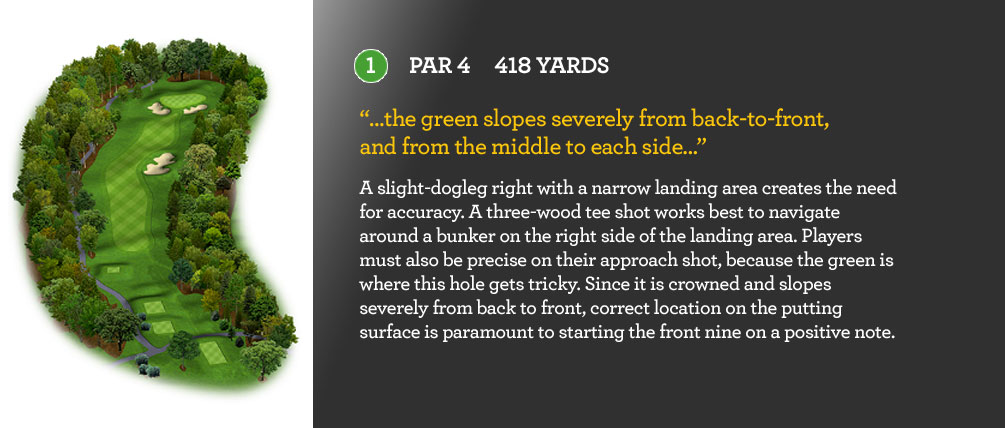 1 PAR 4 418 YARDS
“...the green slopes severely from back-to-front,
and from the middle to each side...”
A slight-dogleg right with a narrow landing area creates the need
for accuracy. A three-wood tee shot works best to navigate
around a bunker on the right side of the landing area. Players
must also be precise on their approach shot, because the green is
where this hole gets tricky. Since it is crowned and slopes
severely from back to front, correct location on the putting
surface is paramount to starting the front nine on a positive note.